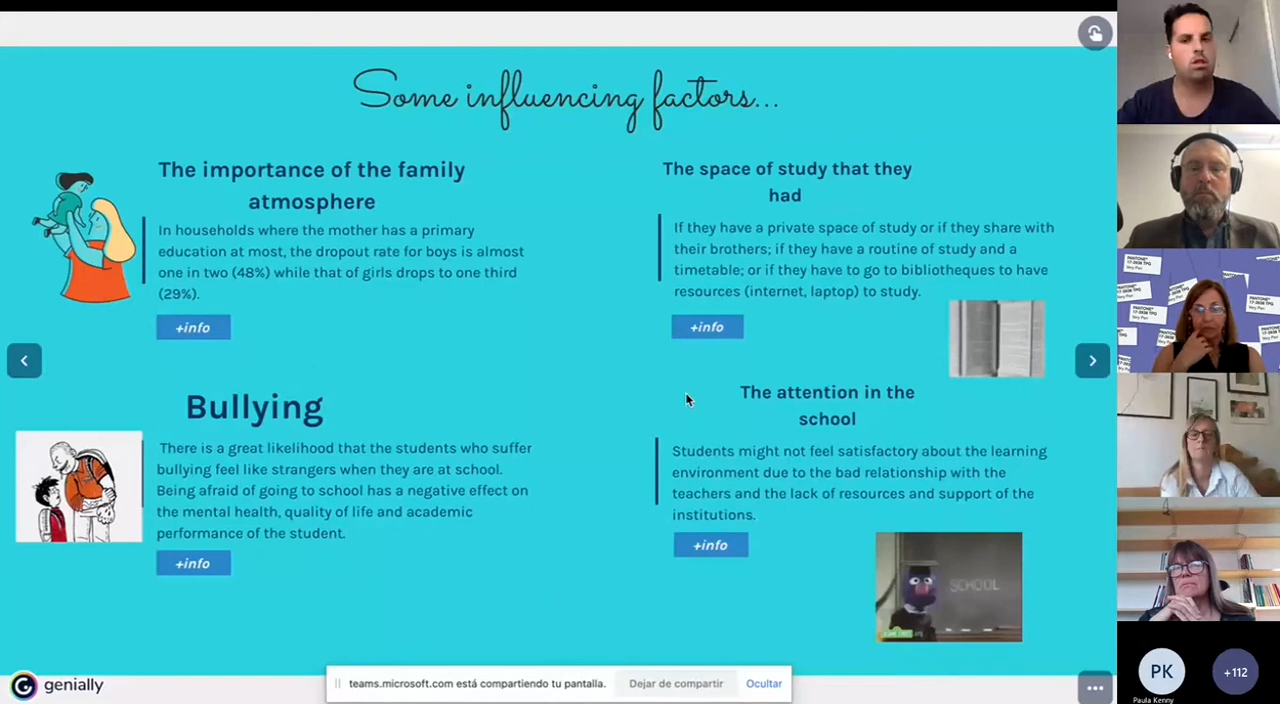 Some influencing factors...
The importance of the family
atmosphere
In households where the mother has a primary
education at most, the dropout rate for boys is almost
one in two (48%) while that of girls drops to one third
(29%).
+info
The space of study that they
had
If they have a private space of study or if they share with
their brothers; if they have a routine of study and a
timetable; or if they have to go to bibliotheques to have
resources (internet, laptop) to study.
+info
Bullying
There is a great likelihood that the students who suffer
bullying feel like strangers when they are at school.
Being afraid of going to school has a negative effect on
the mental health, quality of life and academic
performance of the student.
+info
The attention in the
school
Students might not feel satisfactory about the learning
environment due to the bad relationship with the
teachers and the lack of resources and support of the
institutions.
+info
SCHOOL
genially
teams.microsoft.com está compartiendo tu pantalla.
Dejar de compartir
Ocultar
PANTONE
17-3938 TPG
Very Peri
PK
+112
Paula Kenny